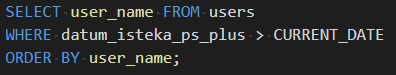 SELECT user_name FROM users
WHERE datum_isteka_ps_plus > CURRENT_DATE
ORDER BY user_name;